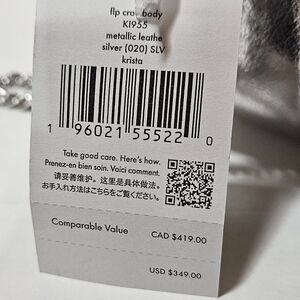 flp crossbody
KI955
metallic leathe
silver (020) SLV
krista
1 96021 55522 0
Take good care. Here's how.
Prenez-en bien soin. Voici comment.
请妥善维护。这里是具体做法。
お手入れ方法はこちらをご覧ください。
Comparable Value CAD $419.00
USD $349.00